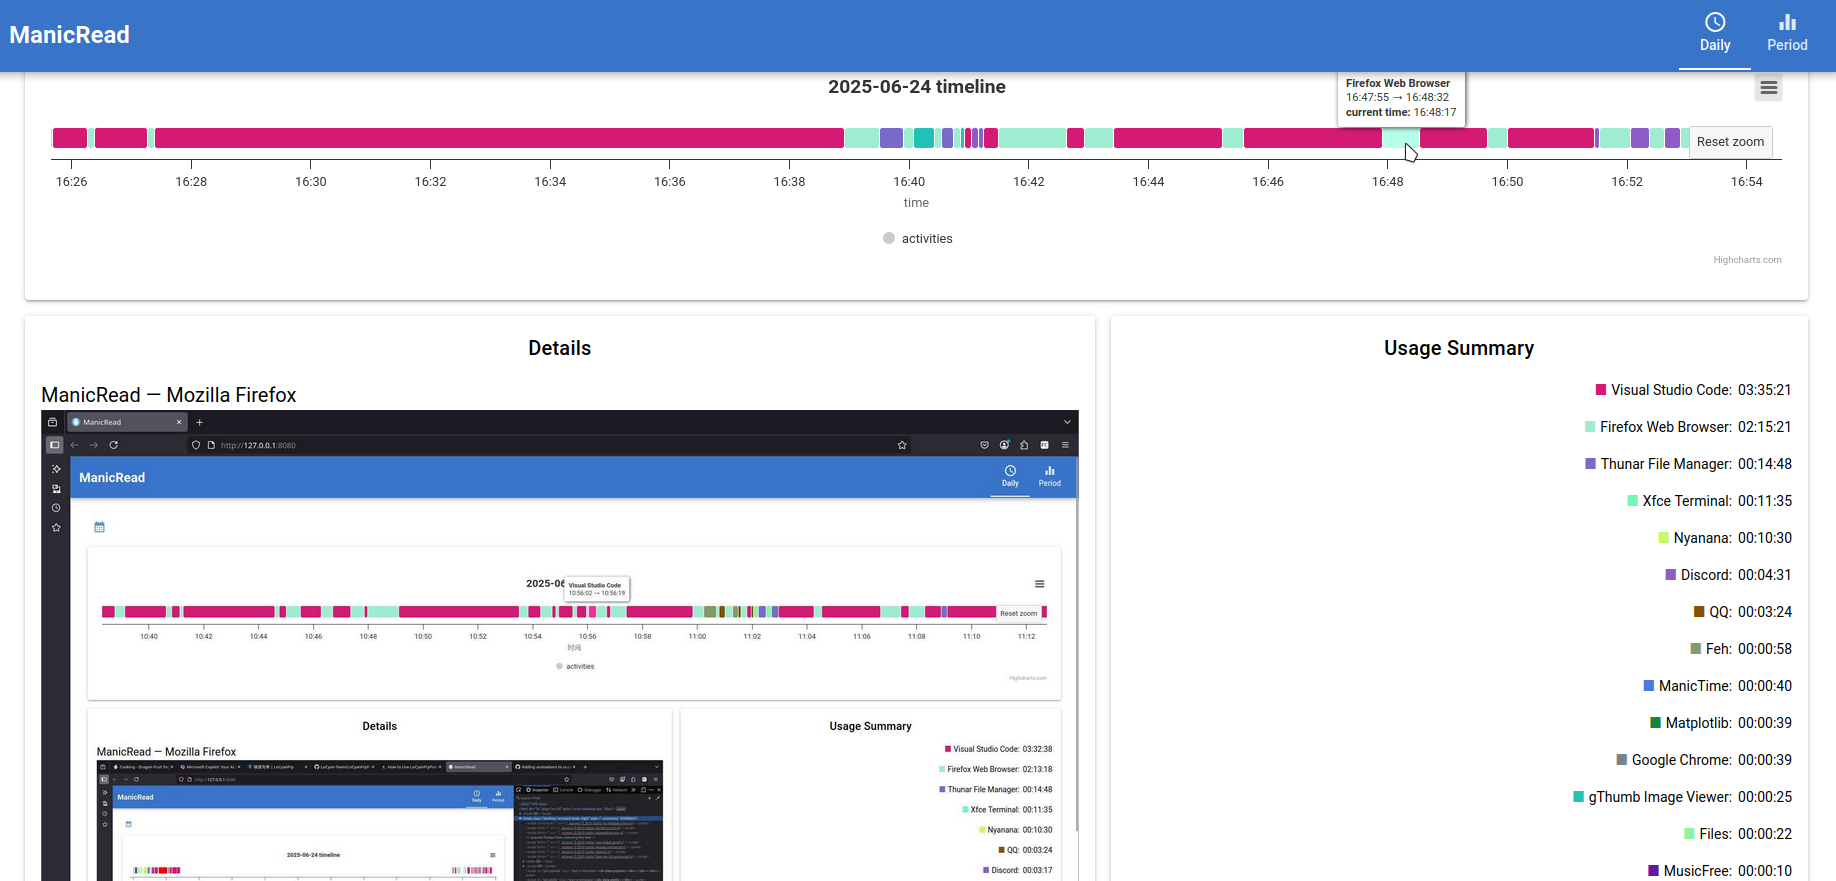 ManicRead
Daily
Period
2025-06-24 timeline
Firefox Web Browser
16:47:55 → 16:48:32
current time: 16:48:17
Reset zoom
16:26 16:28 16:30 16:32 16:34 16:36 16:38 16:40 16:42 16:44 16:46 16:48 16:50 16:52 16:54
time
activities
Highcharts.com
Details
ManicRead — Mozilla Firefox
ManicRead
http://127.0.0.1:8080
ManicRead
Daily
Period
2025-06
Visual Studio Code
10:56:02 → 10:56:19
Reset zoom
10:40 10:42 10:44 10:46 10:48 10:50 10:52 10:54 10:56 10:58 11:00 11:02 11:04 11:06 11:08 11:10 11:12
时间
activities
Highcharts.com
Details
ManicRead — Mozilla Firefox
ManicRead
Daily
Period
2025-06-24 timeline
Usage Summary
Visual Studio Code: 03:32:38
Firefox Web Browser: 02:13:18
Thunar File Manager: 00:14:48
Xfce Terminal: 00:11:35
Nyanana: 00:10:30
QQ: 00:03:24
Discord: 00:03:17
Usage Summary
Visual Studio Code: 03:35:21
Firefox Web Browser: 02:15:21
Thunar File Manager: 00:14:48
Xfce Terminal: 00:11:35
Nyanana: 00:10:30
Discord: 00:04:31
QQ: 00:03:24
Feh: 00:00:58
ManicTime: 00:00:40
Matplotlib: 00:00:39
Google Chrome: 00:00:39
gThumb Image Viewer: 00:00:25
Files: 00:00:22
MusicFree: 00:00:10